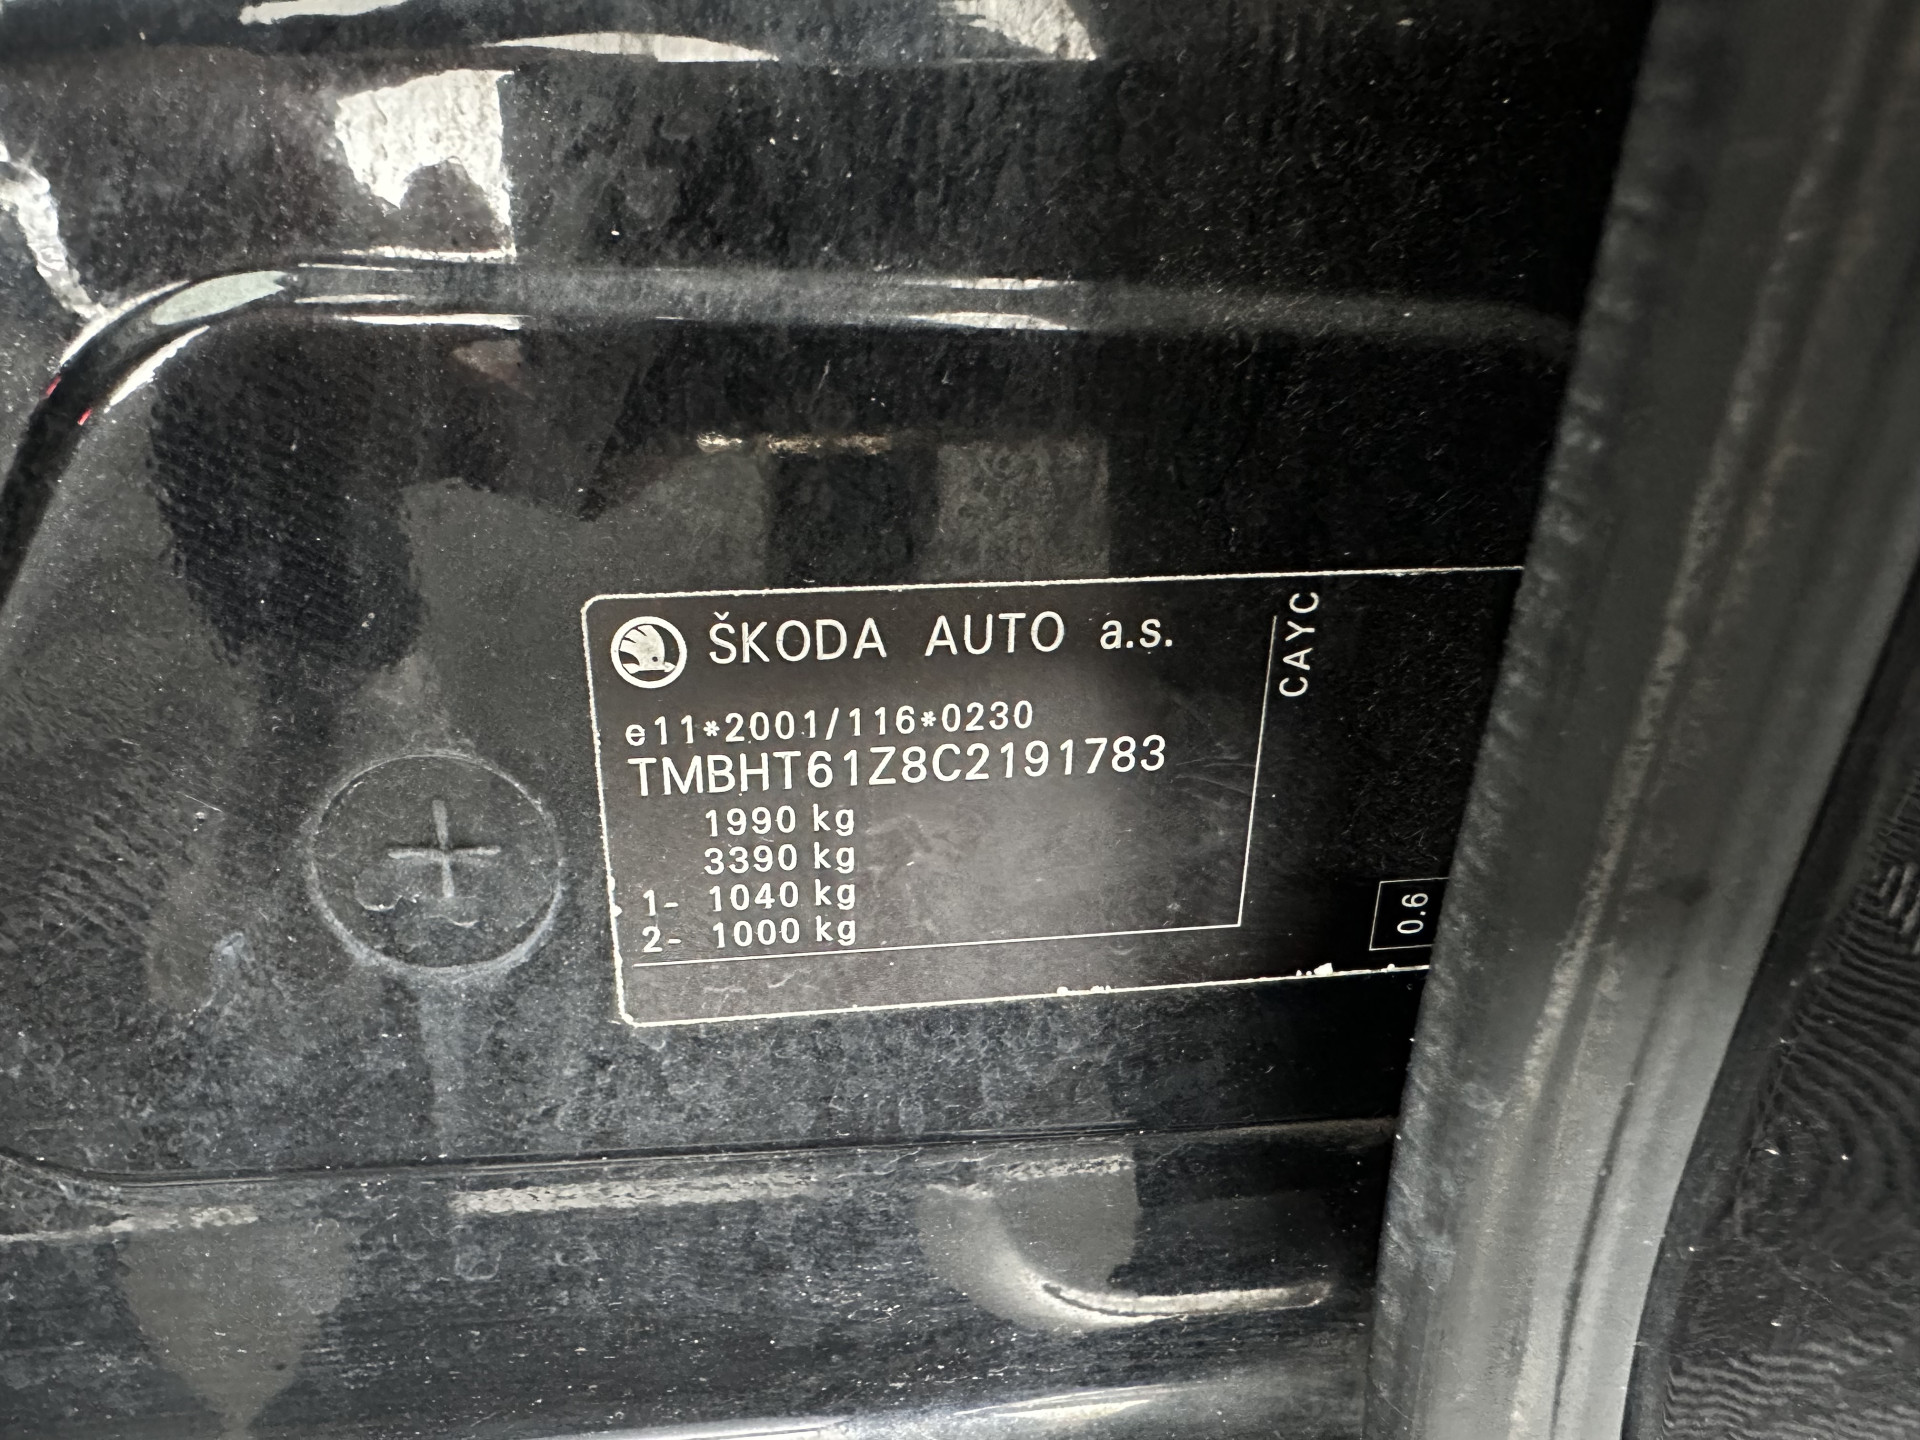 ŠKODA AUTO a.s.
e11*2001/116*0230
TMBHT61Z8C2191783
1990 kg
3390 kg
1- 1040 kg
2- 1000 kg
CAYC
0.6